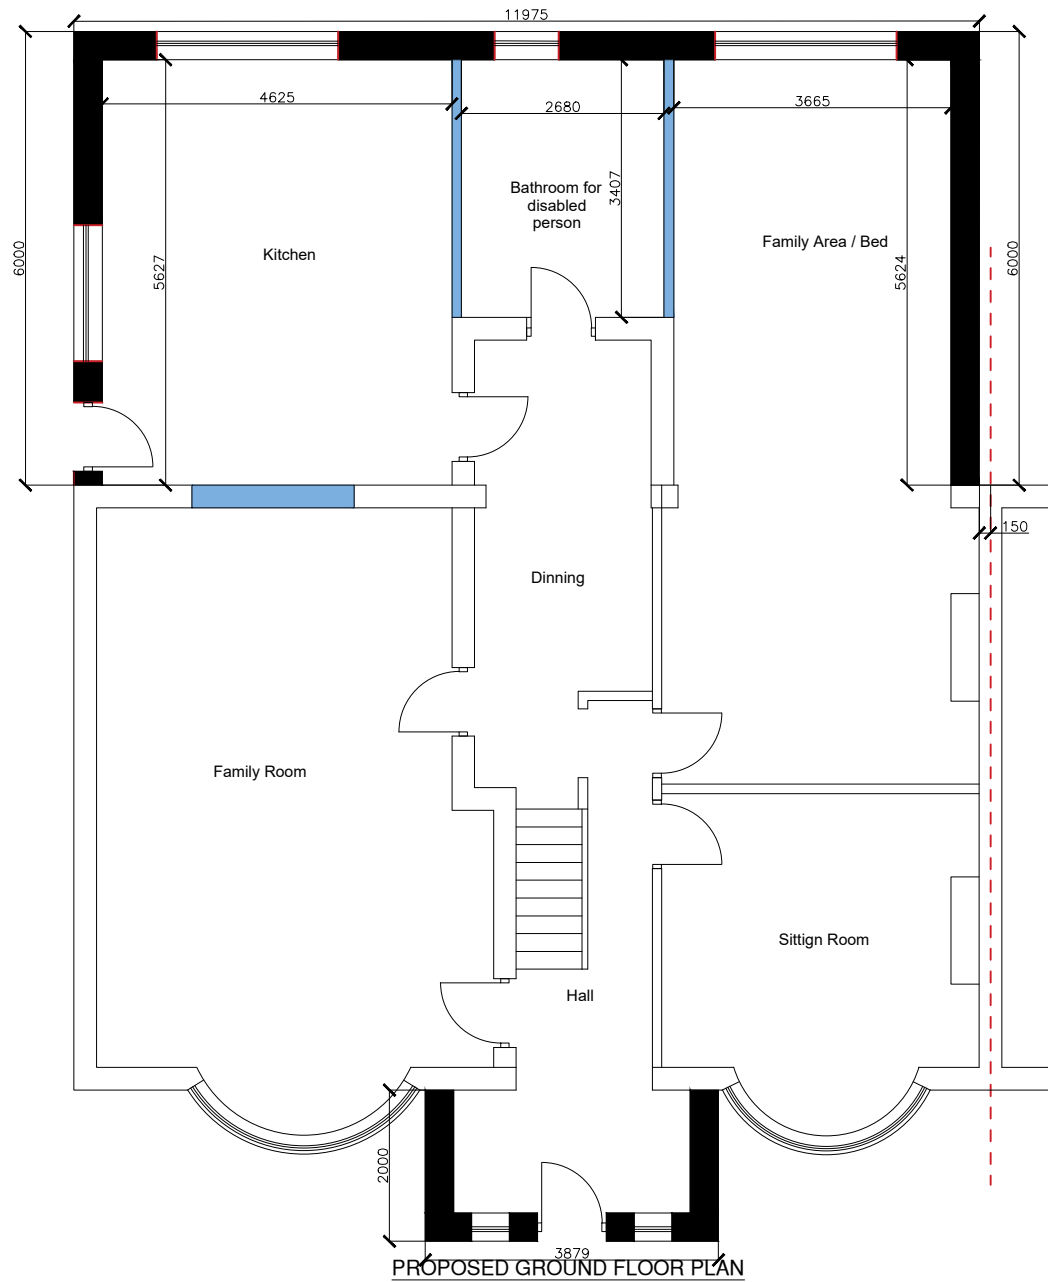 11975
4625
2680
3665
3407
Bathroom for
disabled
person
Kitchen
Family Area / Bed
6000
5627
5624
6000
150
Dinning
Family Room
Sittign Room
Hall
2000
3879
PROPOSED GROUND FLOOR PLAN